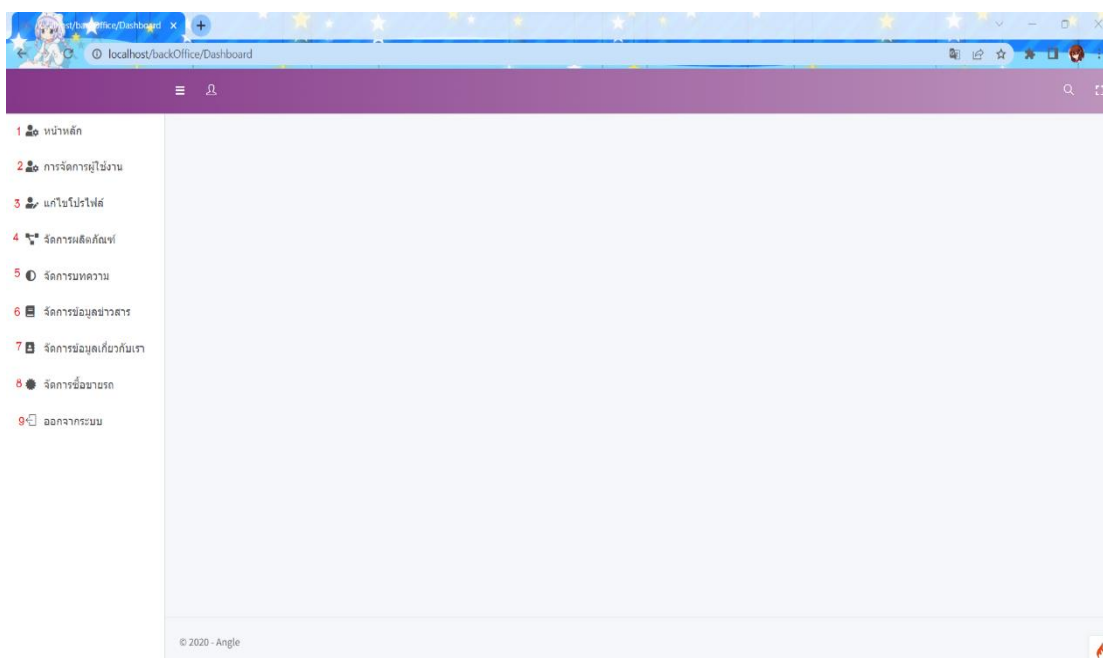 st/backOffice/Dashboard
localhost/backOffice/Dashboard
1 หน้าหลัก
2 การจัดการผู้ใช้งาน
3 แก้ไขโปรไฟล์
4 จัดการผลิตภัณฑ์
5 จัดการบทความ
6 จัดการข้อมูลข่าวสาร
7 จัดการข้อมูลเกี่ยวกับเรา
8 จัดการซื้อขายรถ
9 ออกจากระบบ
© 2020 - Angle